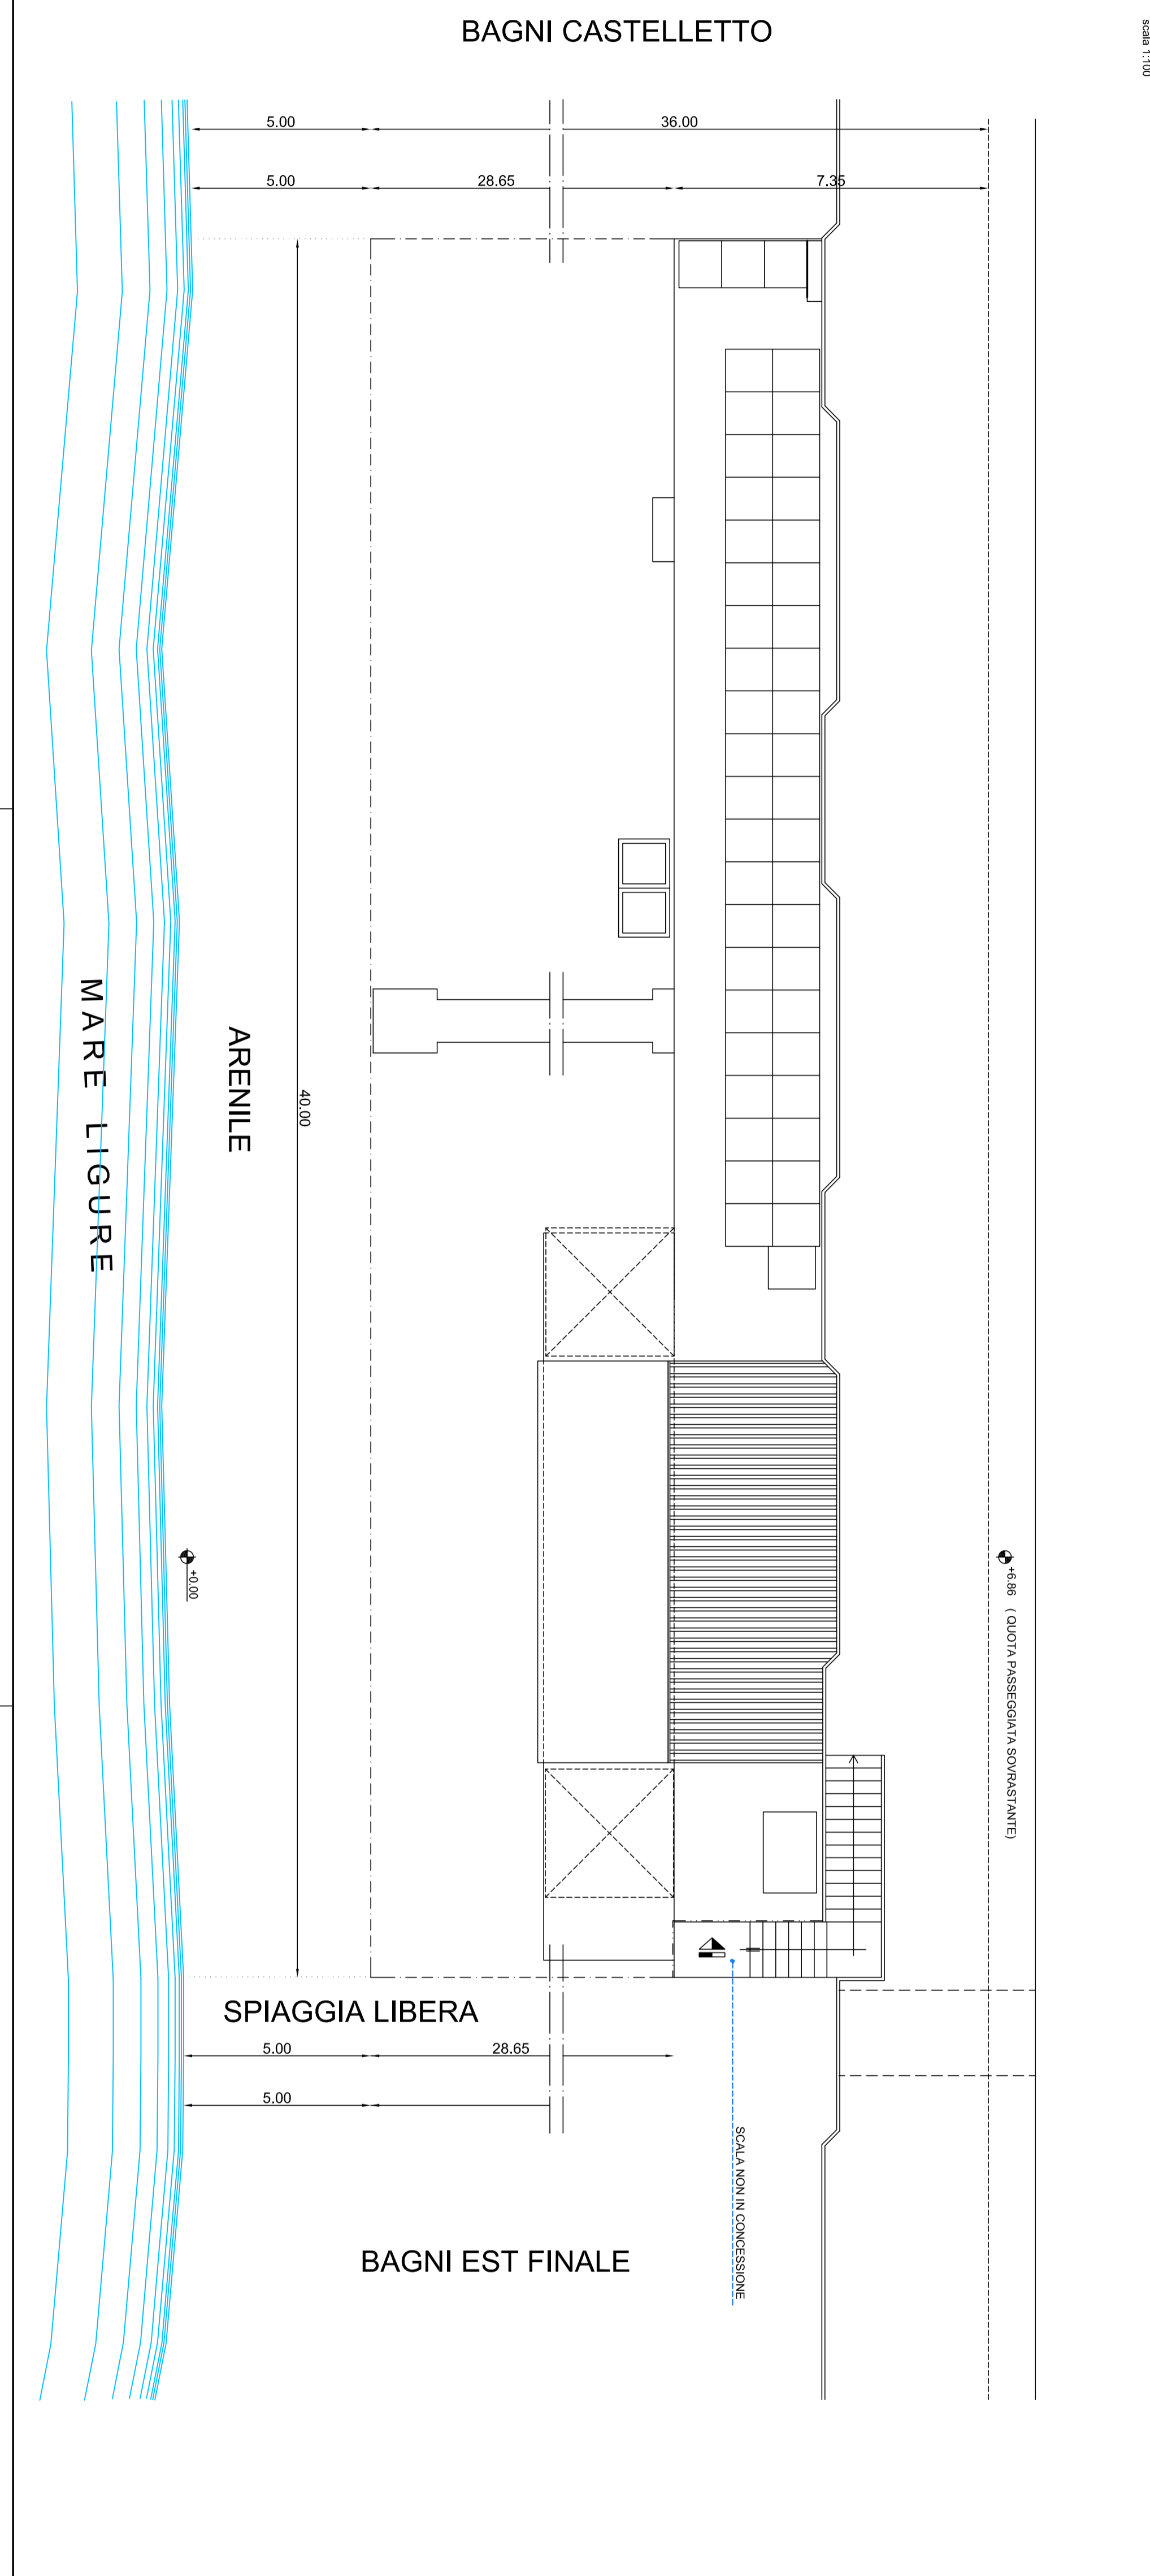 scala 1:100
BAGNI CASTELLETTO
5.00
36.00
5.00
28.65
7.35
MARE LIGURE
ARENILE
40.00
+0.00
+6.86 ( QUOTA PASSEGGIATA SOVRASTANTE)
SPIAGGIA LIBERA
5.00
28.65
5.00
SCALA NON IN CONCESSIONE
BAGNI EST FINALE